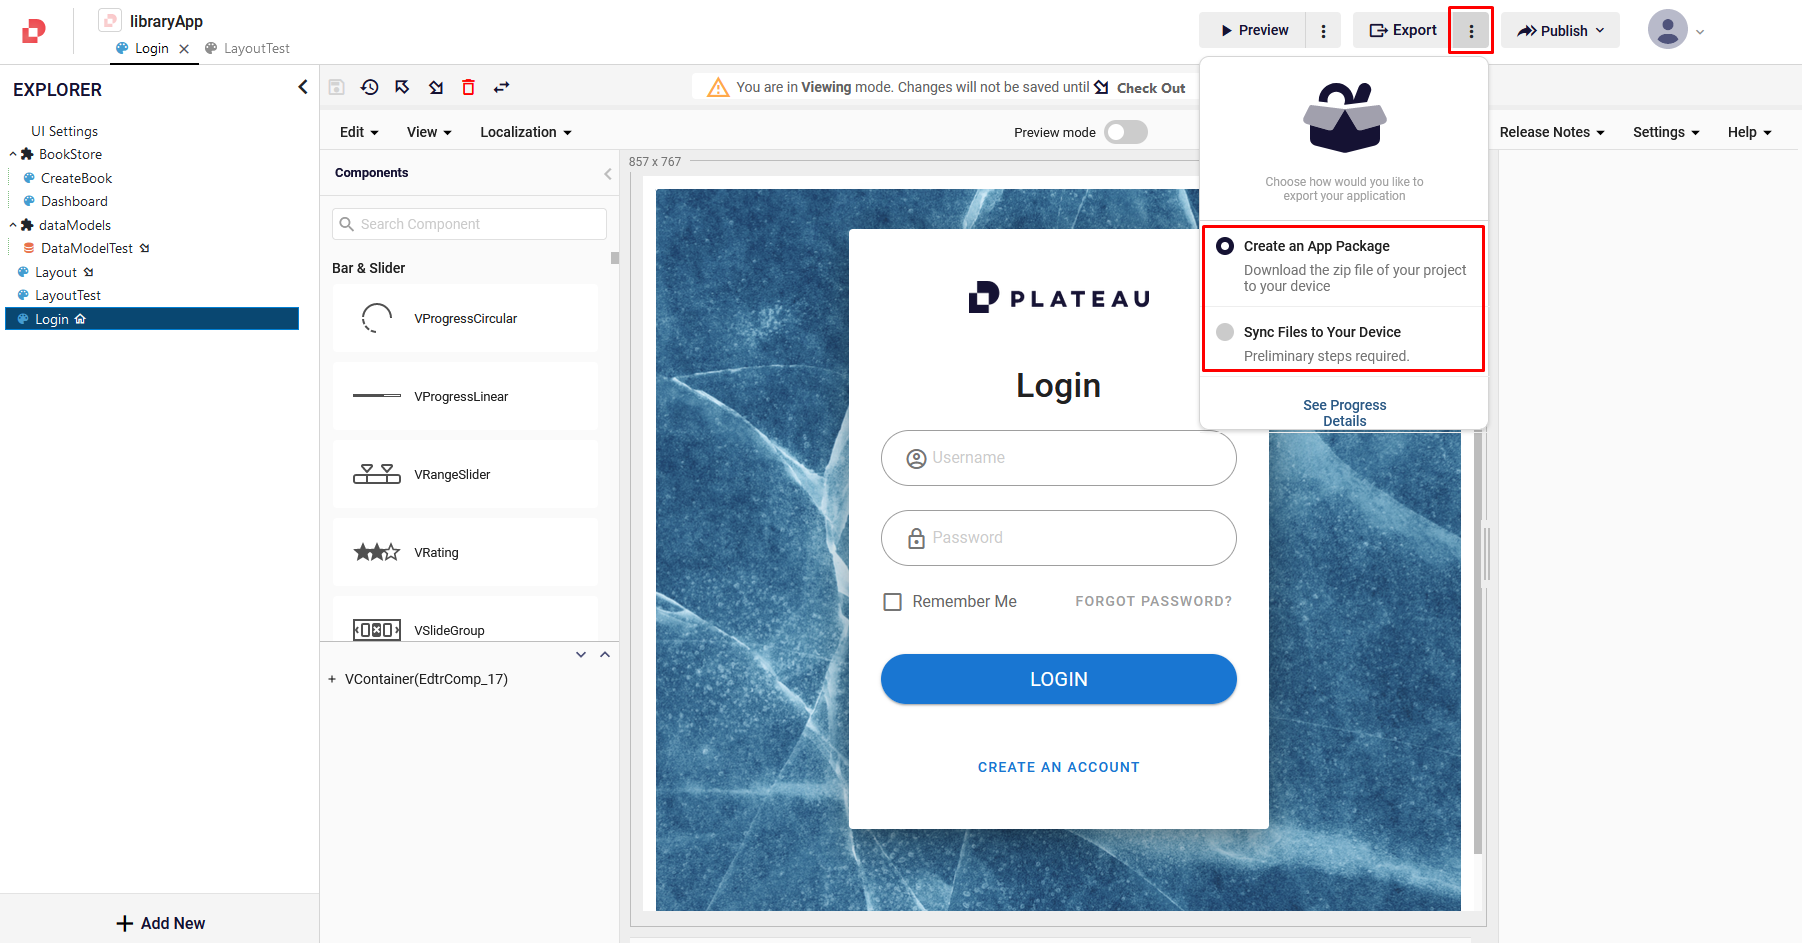 libraryApp
Login
LayoutTest
Preview
Export
Publish
EXPLORER
You are in Viewing mode. Changes will not be saved until Check Out
UI Settings
BookStore
CreateBook
Dashboard
dataModels
DataModelTest
Layout
LayoutTest
Login
Add New
Edit
View
Localization
Preview mode
Release Notes
Settings
Help
Components
Search Component
Bar & Slider
VProgressCircular
VProgressLinear
VRangeSlider
VRating
VSlideGroup
+ VContainer(EdtrComp_17)
857 x 767
PLATEAU
Login
Username
Password
Remember Me
FORGOT PASSWORD?
LOGIN
CREATE AN ACCOUNT
Choose how would you like to
export your application
Create an App Package
Download the zip file of your project
to your device
Sync Files to Your Device
Preliminary steps required.
See Progress
Details